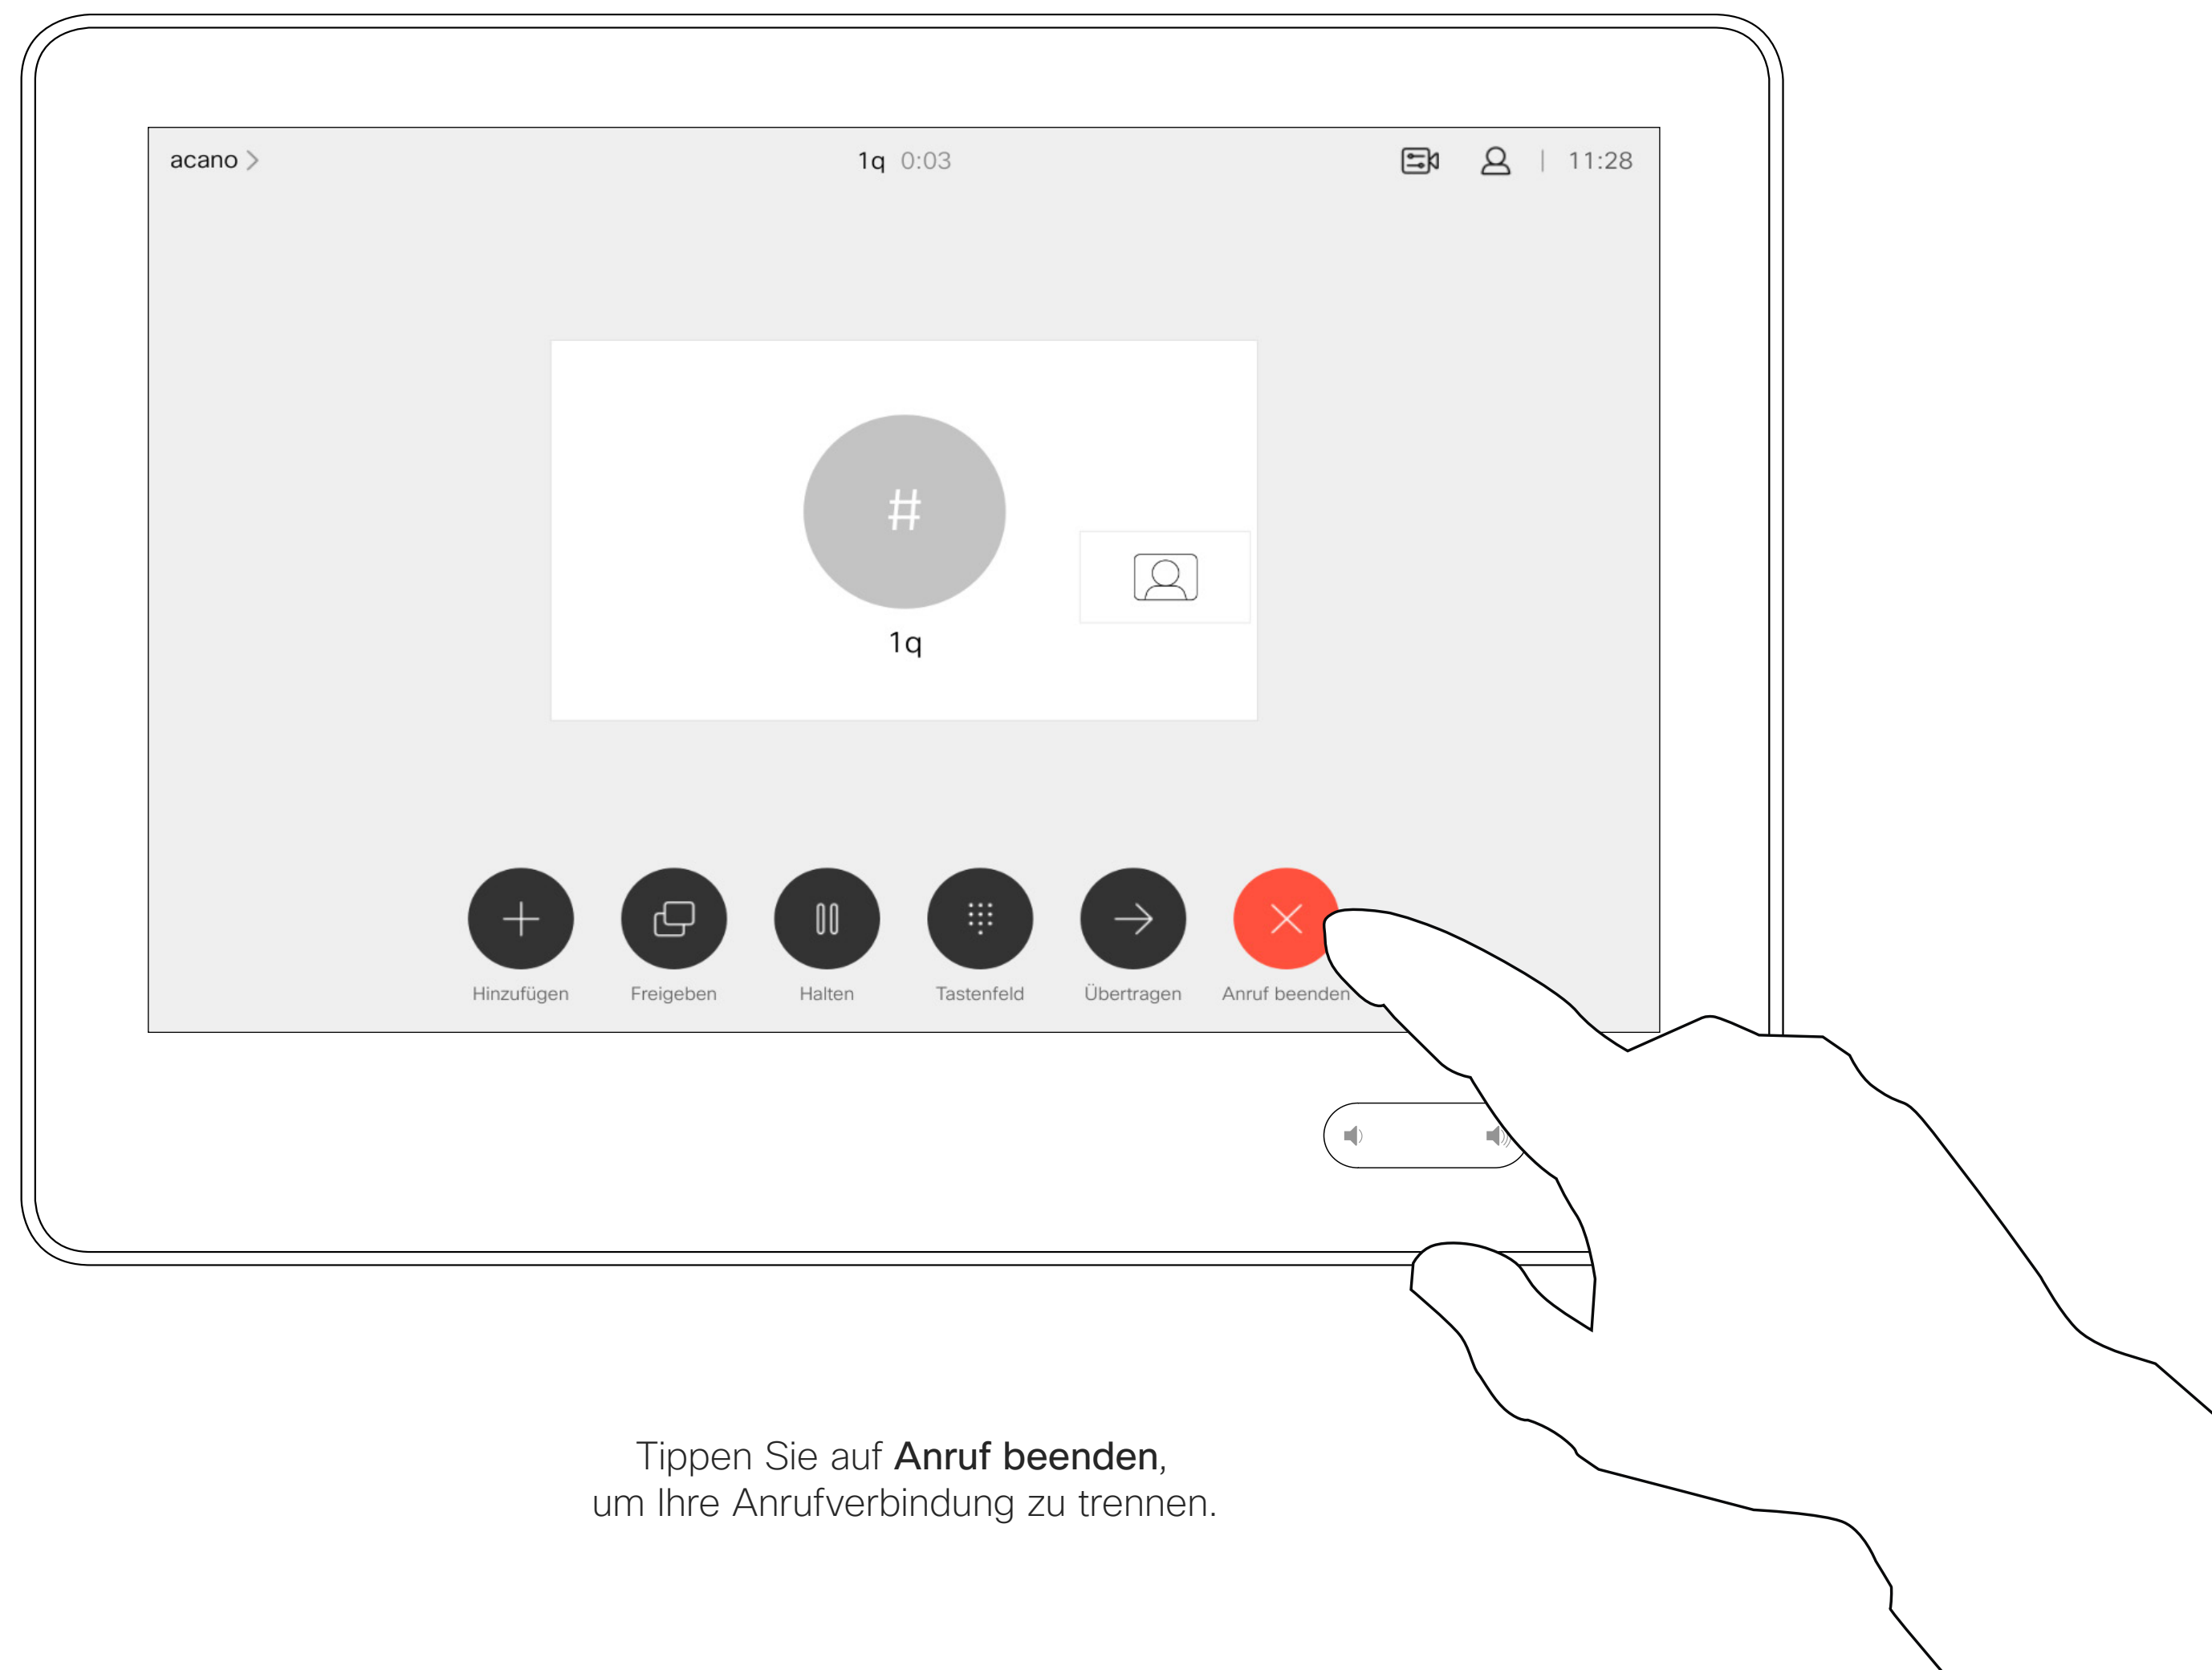 acano
1q 0:03
11:28
#
1q
Hinzufügen
Freigeben
Halten
Tastenfeld
Übertragen
Anruf beenden
Tippen Sie auf Anruf beenden,
um Ihre Anrufverbindung zu trennen.